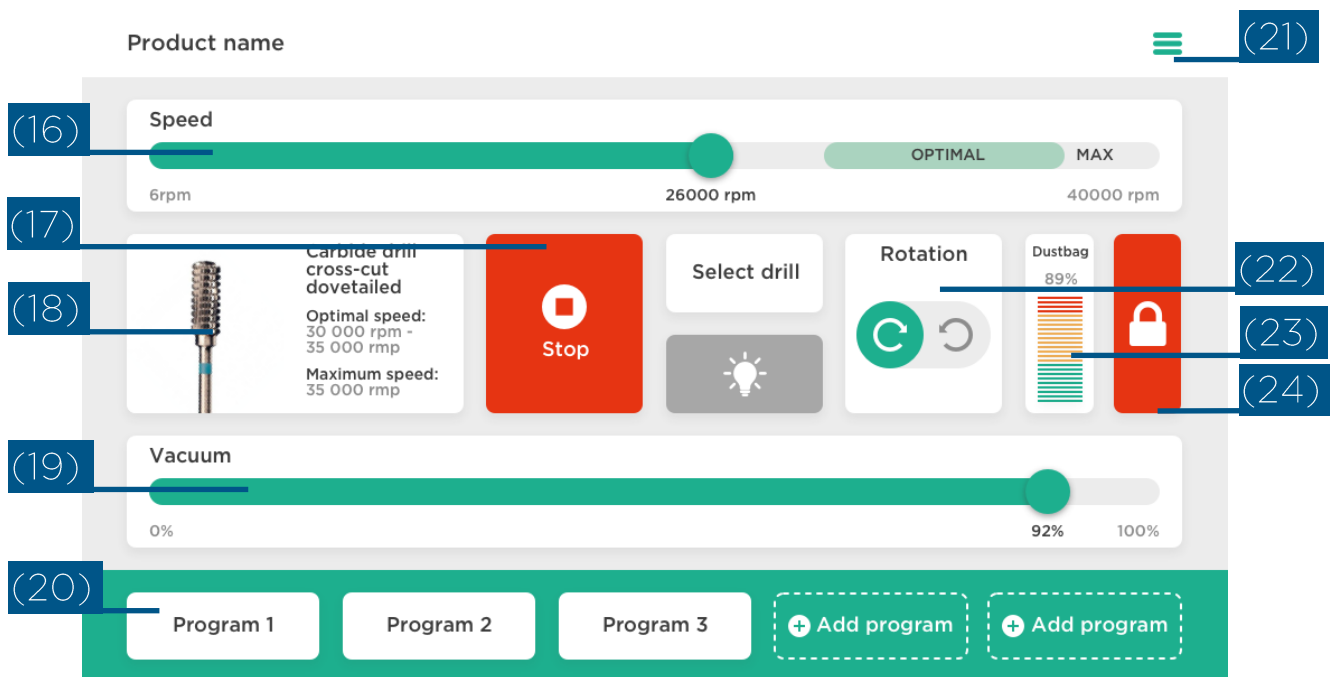 Product name
(21)
(16)
Speed
OPTIMAL
MAX
6rpm
26000 rpm
40000 rpm
(17)
(18)
Carbide drill
cross-cut
dovetailed
Optimal speed:
30 000 rpm -
35 000 rmp
Maximum speed:
35 000 rmp
Stop
Select drill
Rotation
Dustbag
89%
(22)
(23)
(24)
(19)
Vacuum
0%
92%
100%
(20)
Program 1
Program 2
Program 3
Add program
Add program